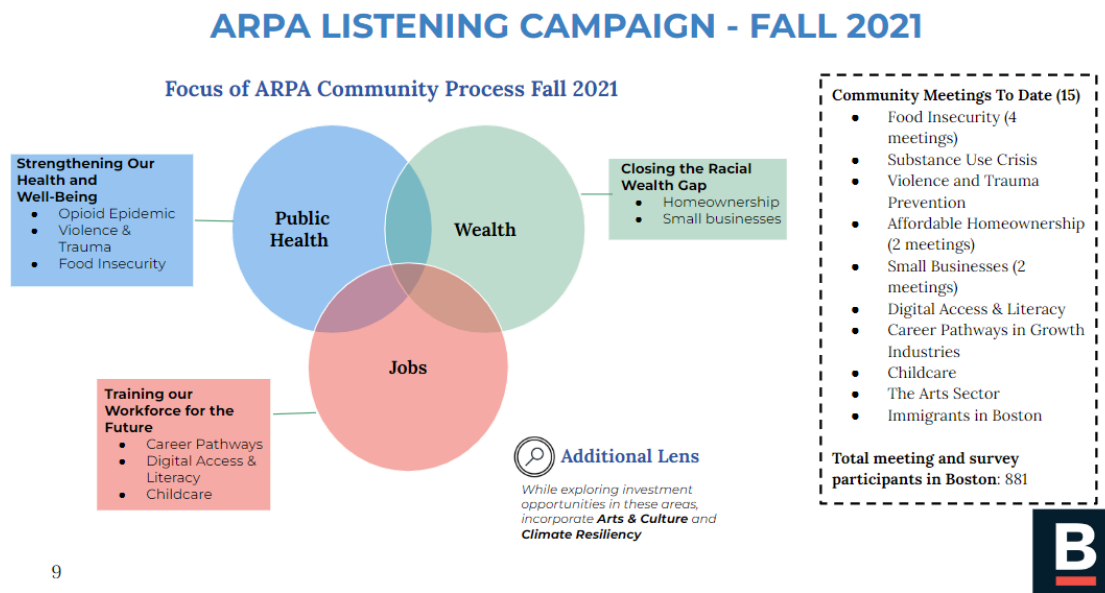 ARPA LISTENING CAMPAIGN - FALL 2021
Focus of ARPA Community Process Fall 2021
Strengthening Our
Health and
Well-Being
● Opioid Epidemic
● Violence &
Trauma
● Food Insecurity
Public
Health
Wealth
Closing the Racial
Wealth Gap
● Homeownership
● Small businesses
Jobs
Training our
Workforce for the
Future
● Career Pathways
● Digital Access &
Literacy
● Childcare
Additional Lens
While exploring investment
opportunities in these areas,
incorporate Arts & Culture and
Climate Resiliency
Community Meetings To Date (15)
● Food Insecurity (4
meetings)
● Substance Use Crisis
● Violence and Trauma
Prevention
● Affordable Homeownership
(2 meetings)
● Small Businesses (2
meetings)
● Digital Access & Literacy
● Career Pathways in Growth
Industries
● Childcare
● The Arts Sector
● Immigrants in Boston
Total meeting and survey
participants in Boston: 881
9
B